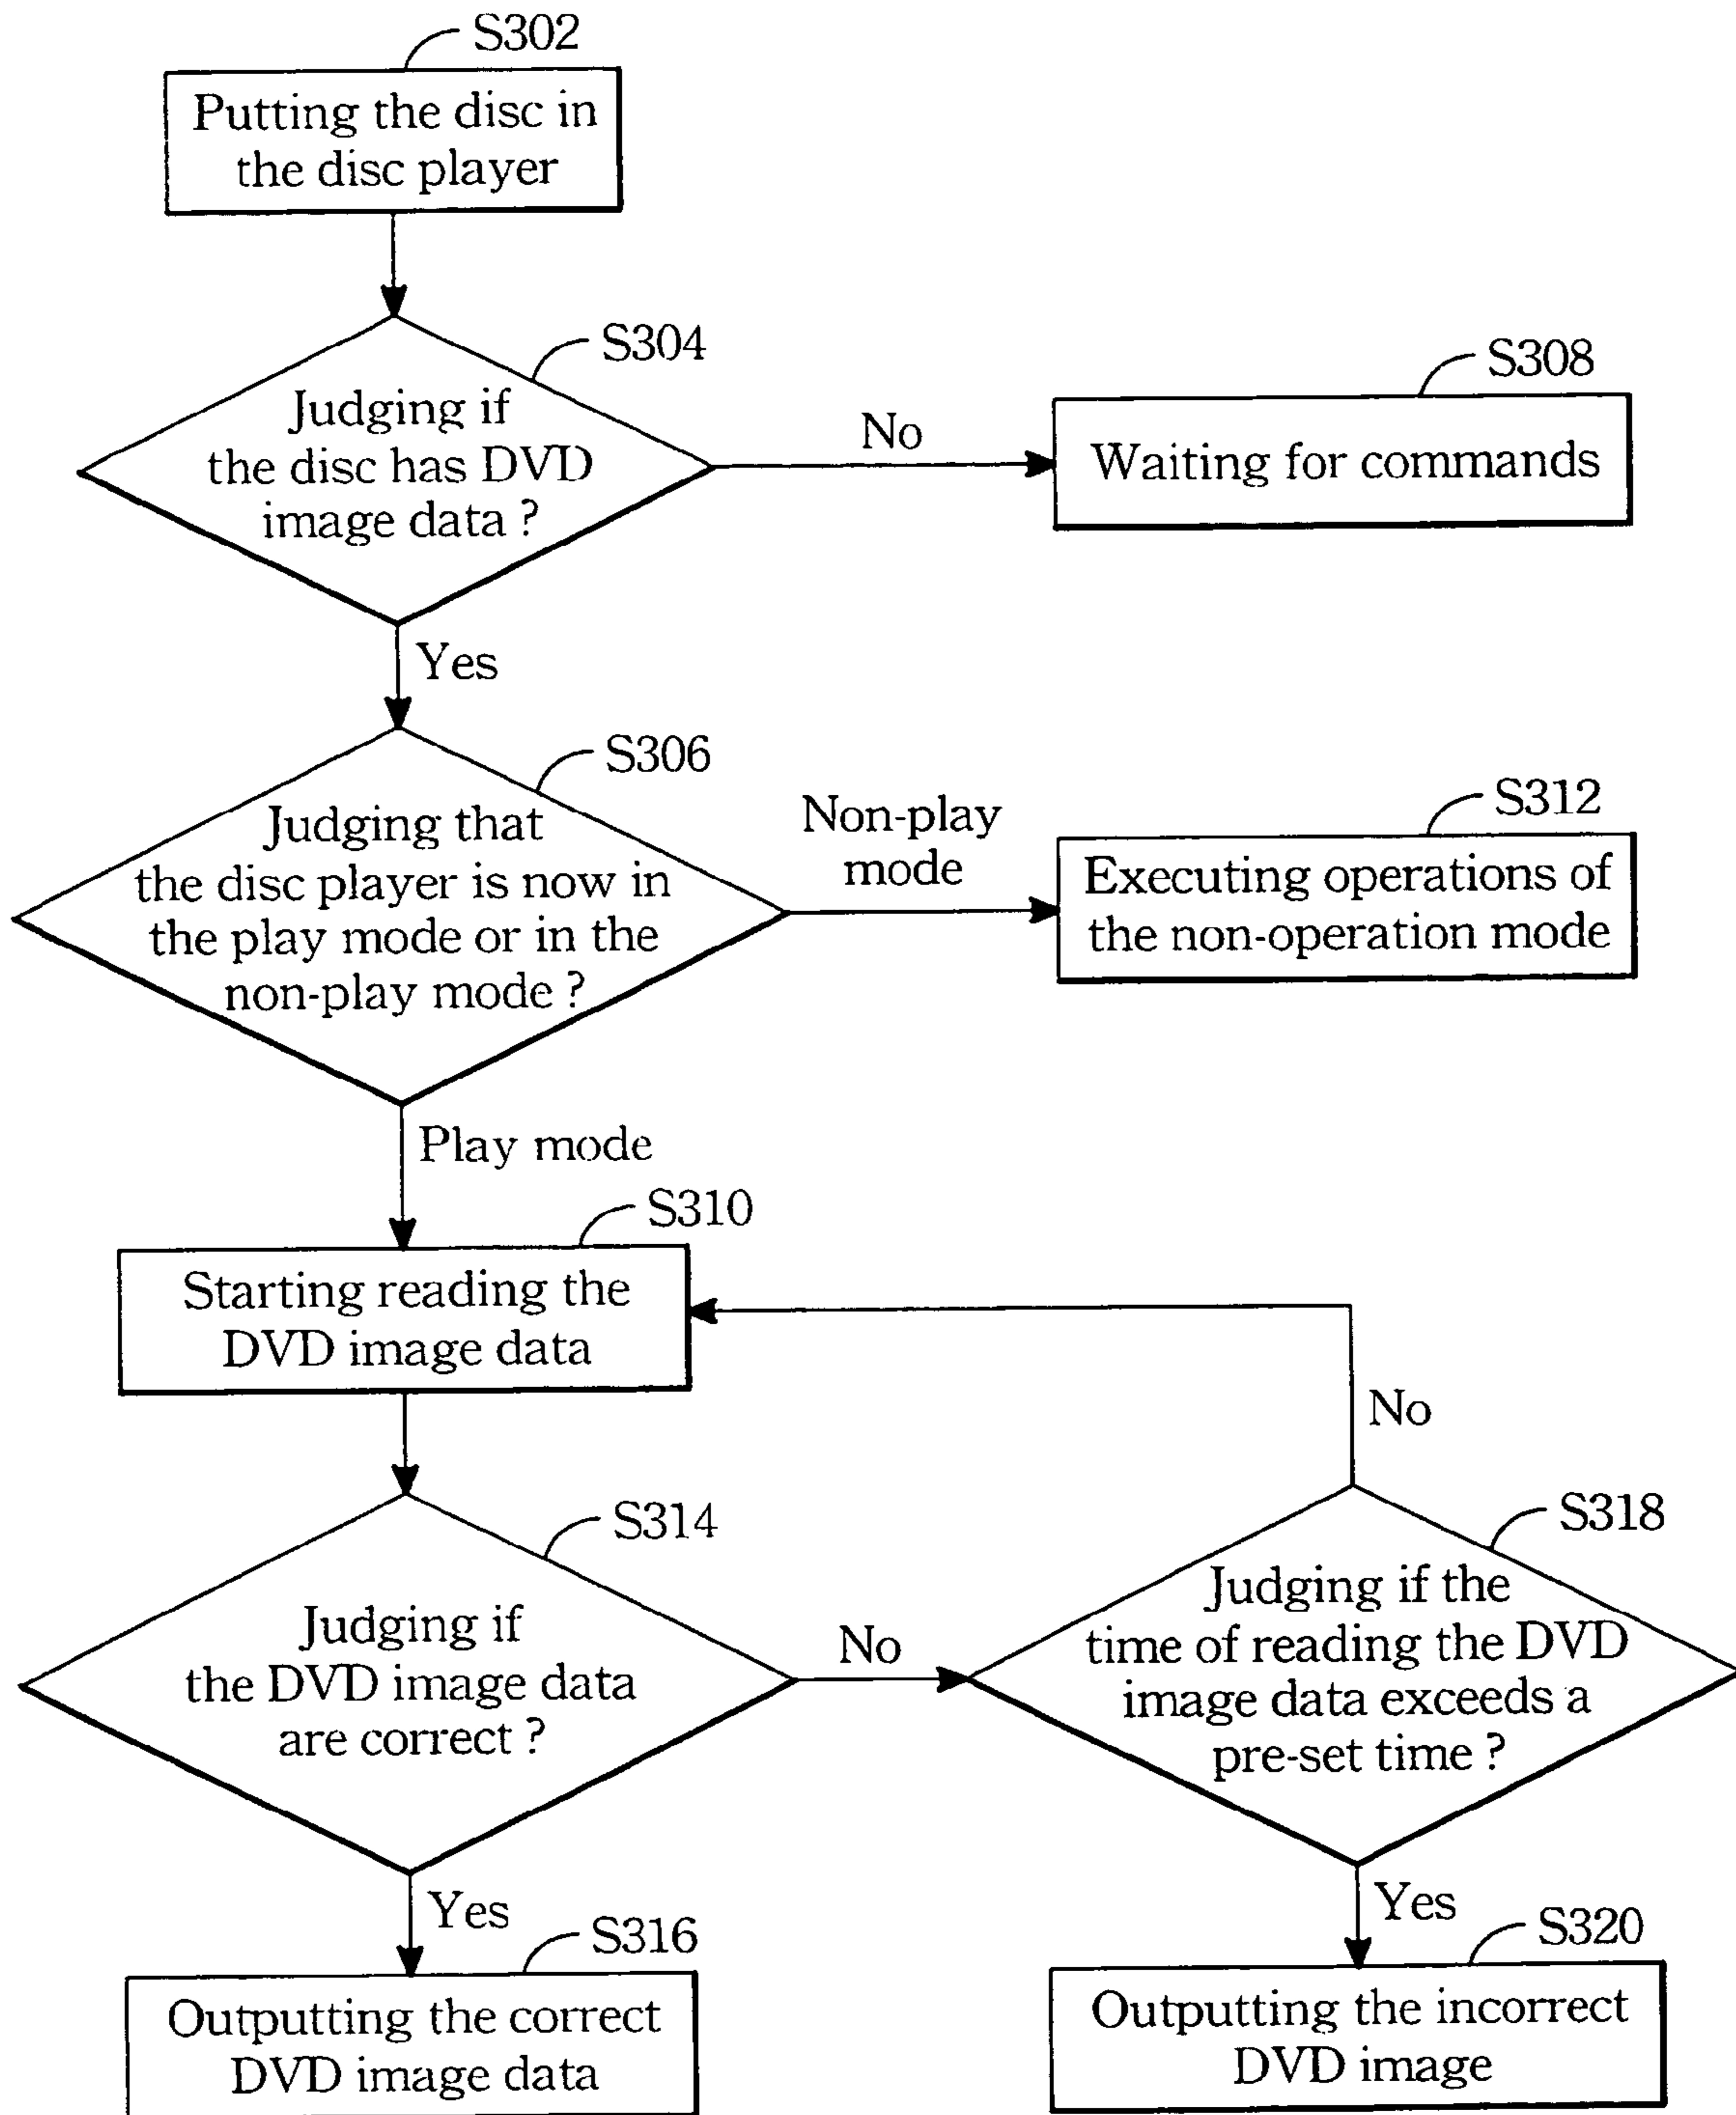 S302
Putting the disc in
the disc player
S304
Judging if
the disc has DVD
image data ?
No
S308
Waiting for commands
Yes
S306
Judging that
the disc player is now in
the play mode or in the
non-play mode ?
Non-play
mode
S312
Executing operations of
the non-operation mode
Play mode
S310
Starting reading the
DVD image data
No
S314
Judging if
the DVD image data
are correct ?
No
S318
Judging if the
time of reading the DVD
image data exceeds a
pre-set time ?
Yes
S316
Outputting the correct
DVD image data
Yes
S320
Outputting the incorrect
DVD image